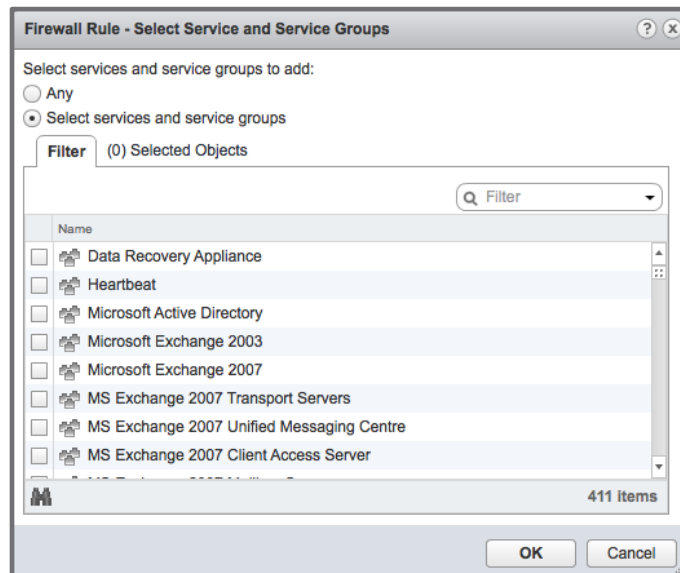 Firewall Rule - Select Service and Service Groups
Select services and service groups to add:
Any
Select services and service groups
Filter (0) Selected Objects
Filter
Name
Data Recovery Appliance
Heartbeat
Microsoft Active Directory
Microsoft Exchange 2003
Microsoft Exchange 2007
MS Exchange 2007 Transport Servers
MS Exchange 2007 Unified Messaging Centre
MS Exchange 2007 Client Access Server
411 items
OK Cancel